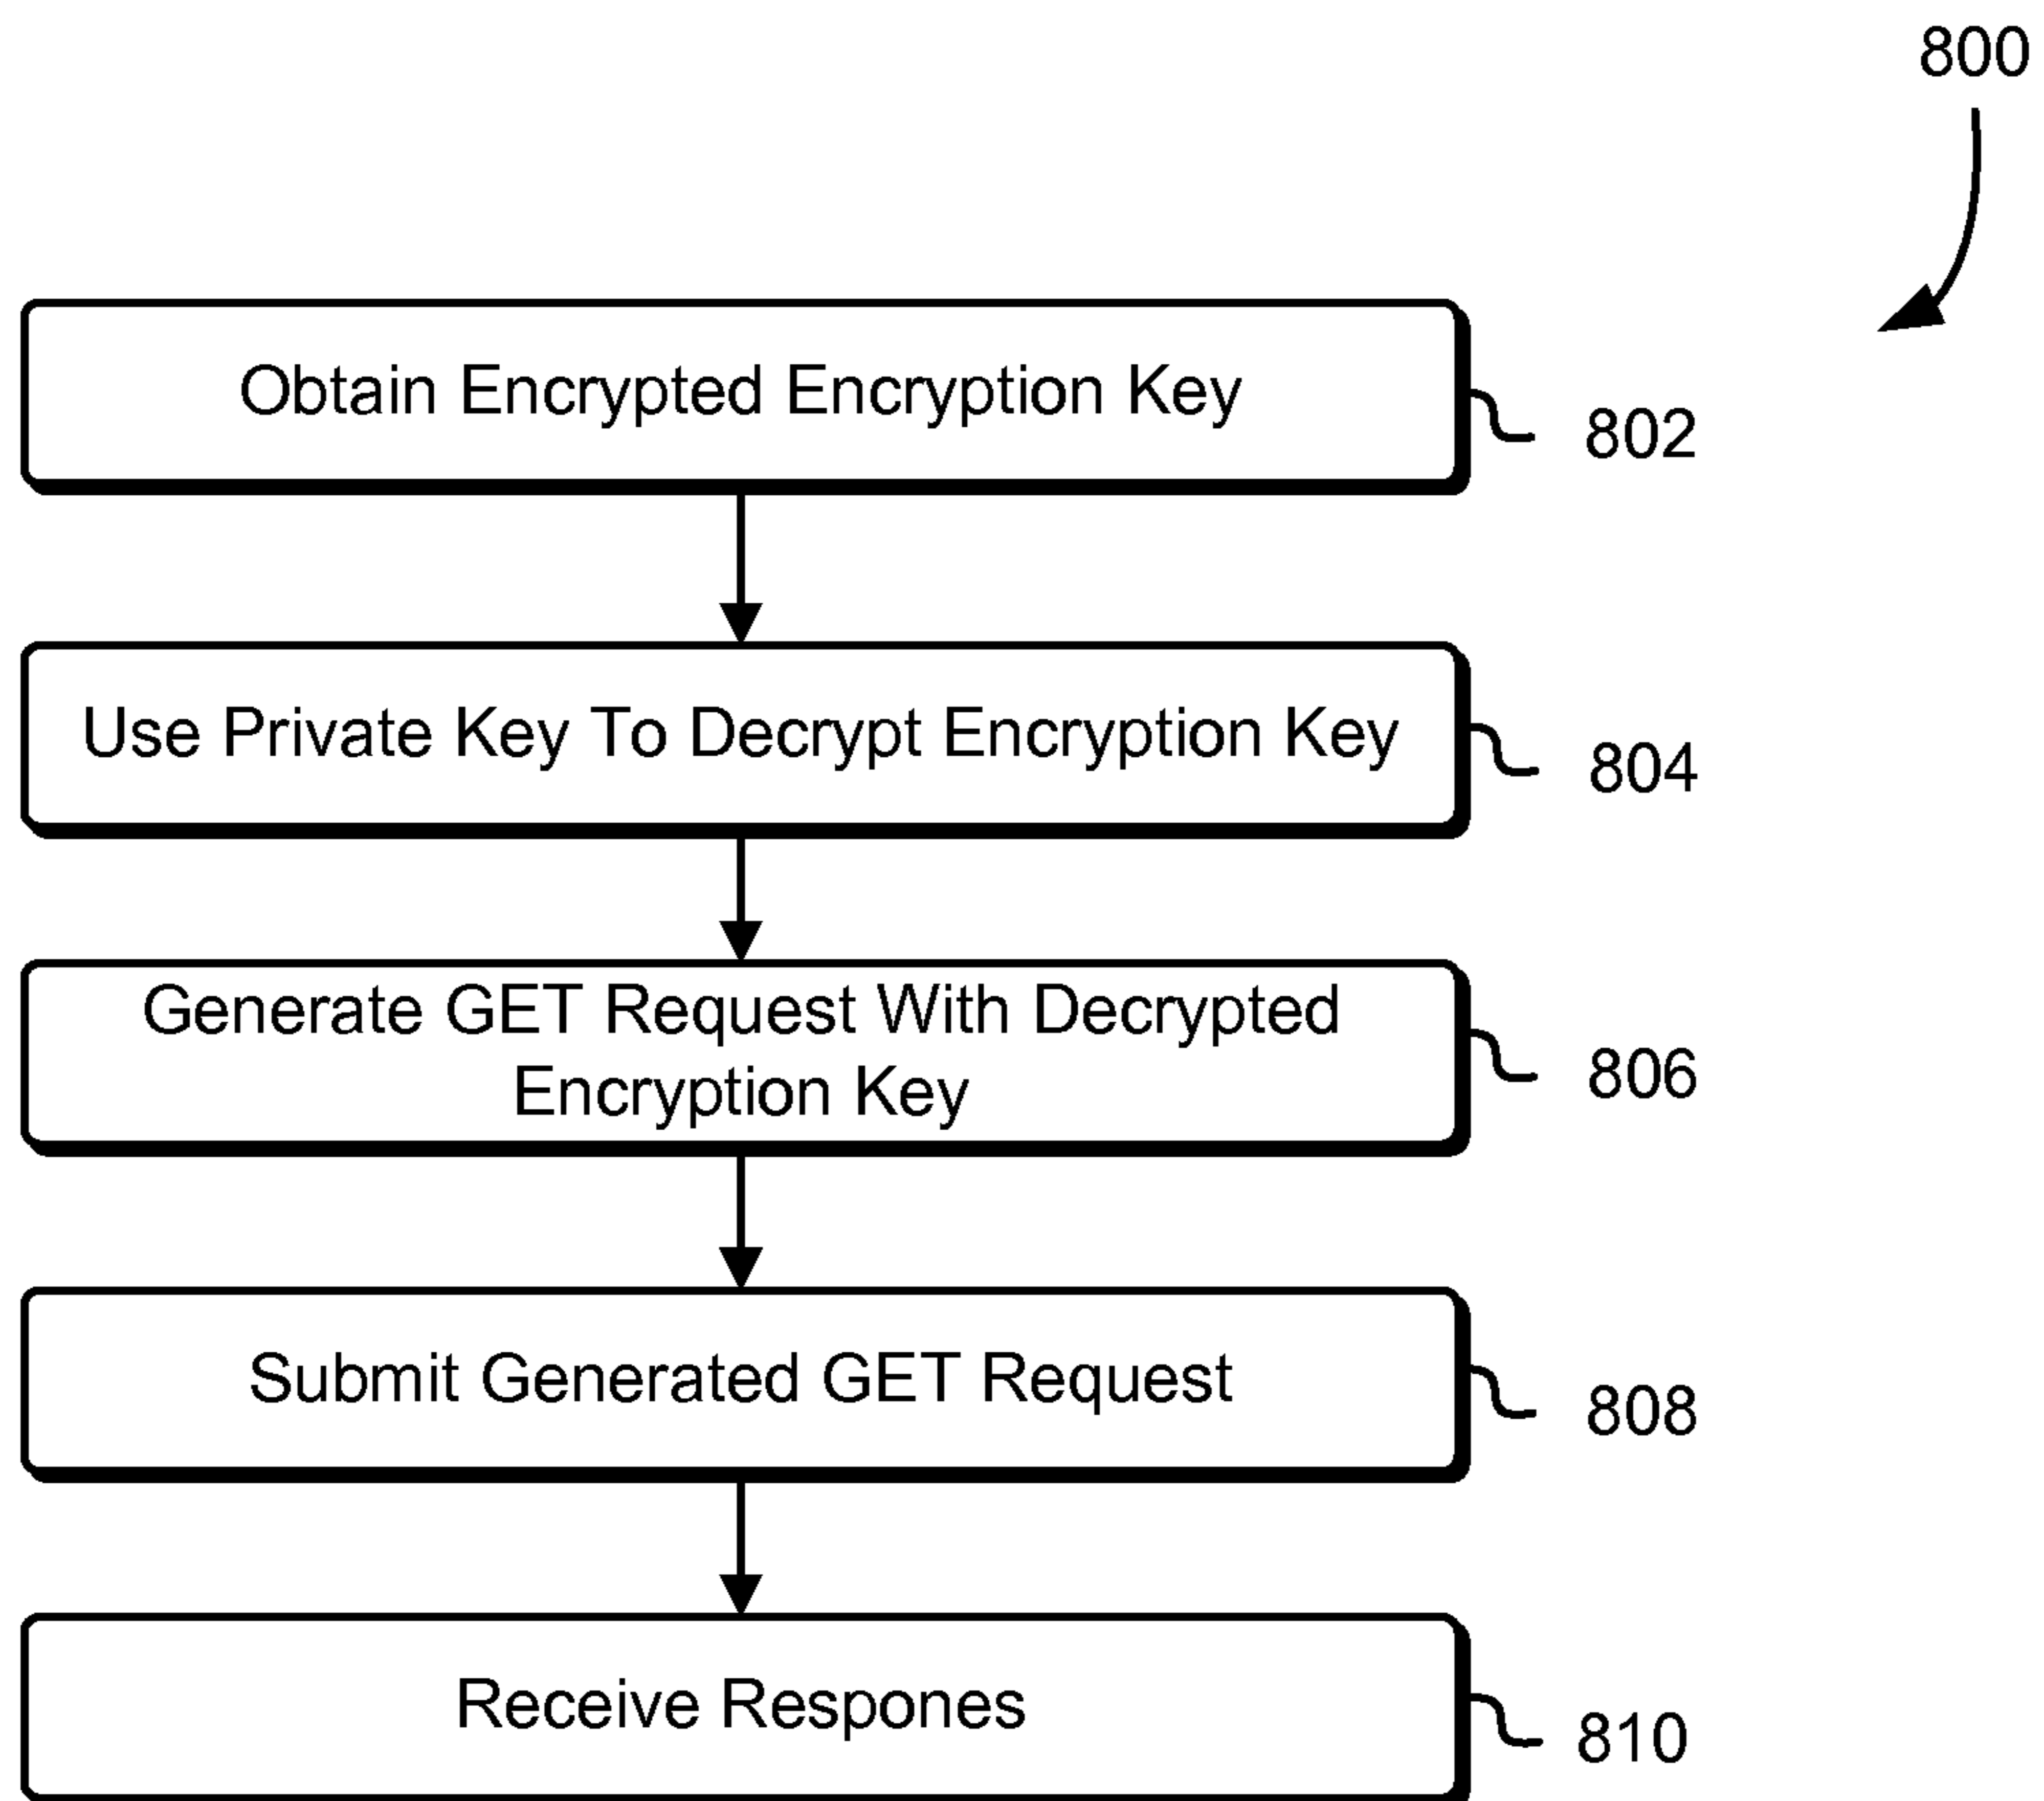 800
Obtain Encrypted Encryption Key
802
Use Private Key To Decrypt Encryption Key
804
Generate GET Request With Decrypted
Encryption Key
806
Submit Generated GET Request
808
Receive Respones
810